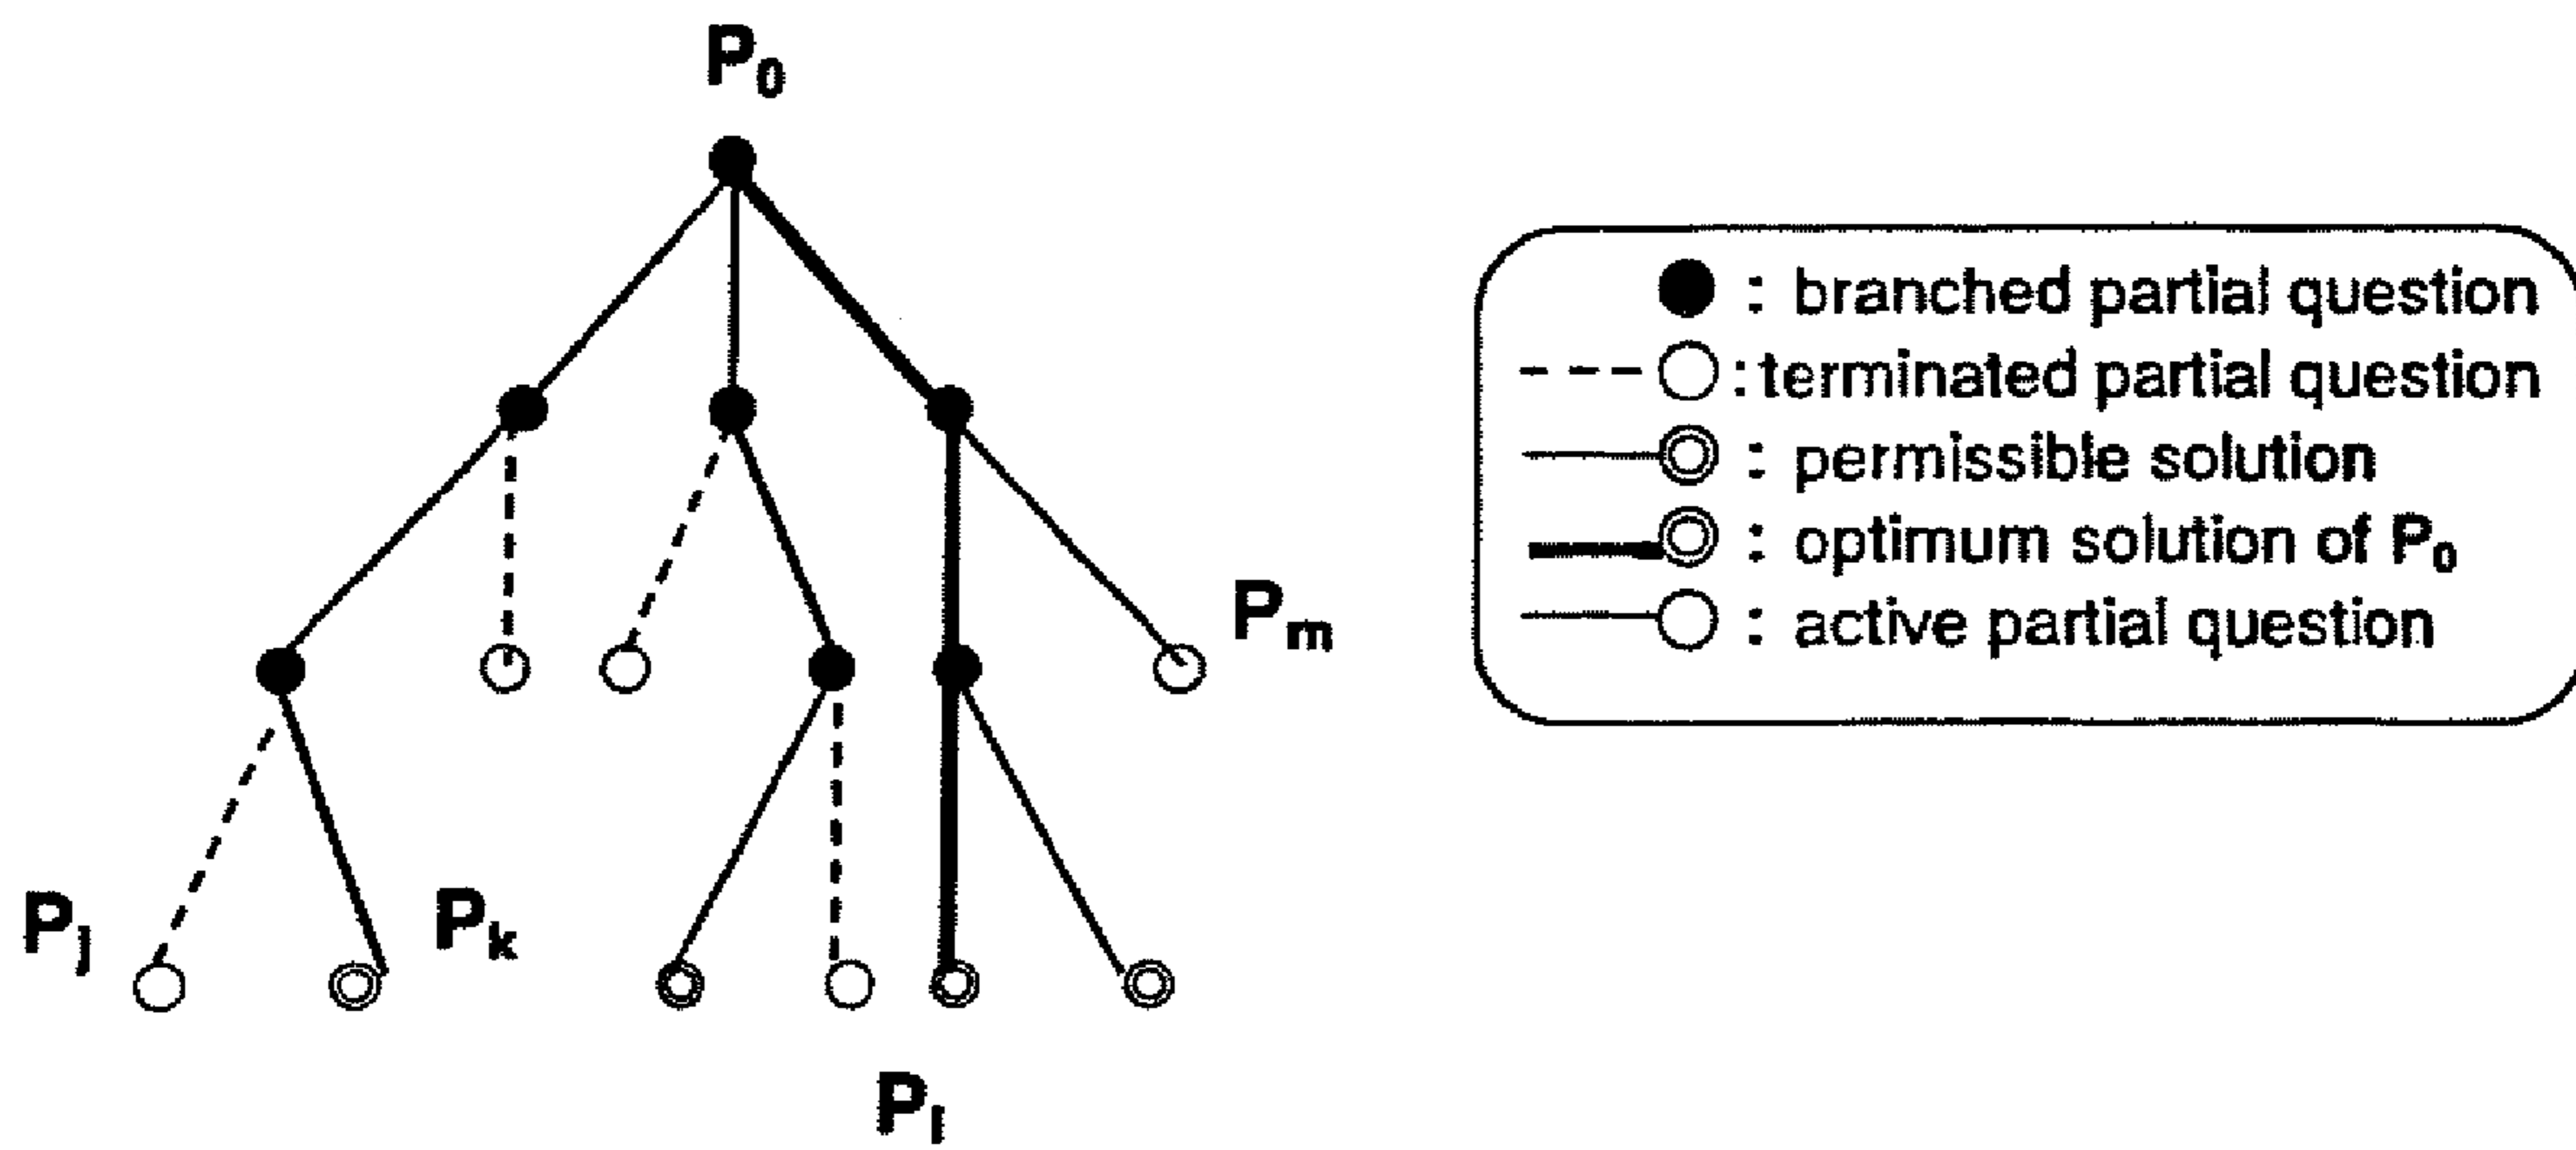 P₀
: branched partial question
: terminated partial question
: permissible solution
: optimum solution of P₀
: active partial question
Pₘ
Pⱼ
Pₖ
Pₗ